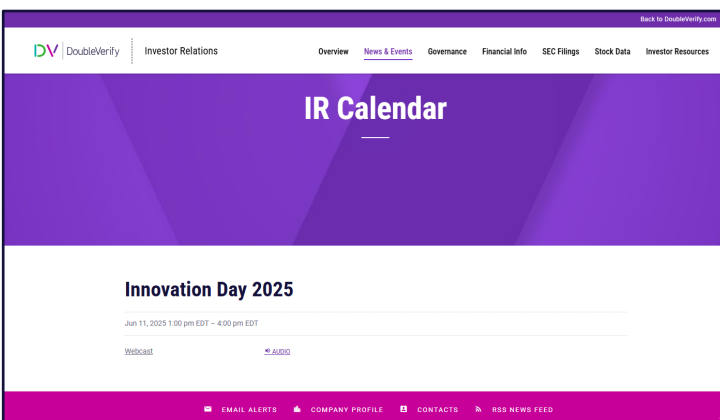 Back to DoubleVerify.com
DV DoubleVerify Investor Relations Overview News & Events Governance Financial Info SEC Filings Stock Data Investor Resources
IR Calendar
Innovation Day 2025
Jun 11, 2025 1:00 pm EDT – 4:00 pm EDT
Webcast AUDIO
EMAIL ALERTS COMPANY PROFILE CONTACTS RSS NEWS FEED